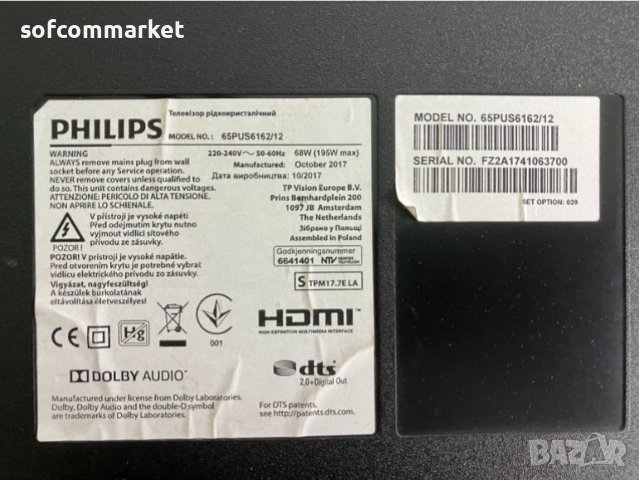 sofcommarket
Телевізор рідкокристалічний
PHILIPS MODEL NO.: 65PUS6162/12
WARNING 220-240V～ 50-60Hz 68W (195W max)
ALWAYS remove mains plug from wall
socket before any Service operation.
NEVER remove covers unless qualified to
do so. This unit contains dangerous voltages.
ATTENZIONE: PERICOLO DI ALTA TENSIONE.
NON APRIRE LO SCHIENALE.
Manufactured: October 2017
Дата виробництва: 10/2017
TP Vision Europe B.V.
Prins Bernhardplein 200
1097 JB Amsterdam
The Netherlands
Зібрано у Польщі
Assembled in Poland
V přístroji je vysoké napětí
Před odejmutím krytu nutno
vyjmout vidlici síťového
přívodu ze zásuvky.
POZOR!
POZOR! V prístroji je vysoké napätie.
Pred otvorením krytu je potrebné vybrať
vidlicu elektrického prívodu zo zásuvky.
Vigyázat, nagyfeszültség!
A készülék burkolatának
eltávolítása életveszélyes!
Godkjenningsnummer
6641401 NTV
S TPM17.7E LA
CE Hg 001
HDMI
HIGH-DEFINITION MULTIMEDIA INTERFACE
DOLBY AUDIO™
dts
2.0+Digital Out
Manufactured under license from Dolby Laboratories.
Dolby, Dolby Audio and the double-D symbol
are trademarks of Dolby Laboratories.
For DTS patents,
see http://patents.dts.com.
MODEL NO. 65PUS6162/12
SERIAL NO. FZ2A1741063700
SET OPTION: 039
BAZAR